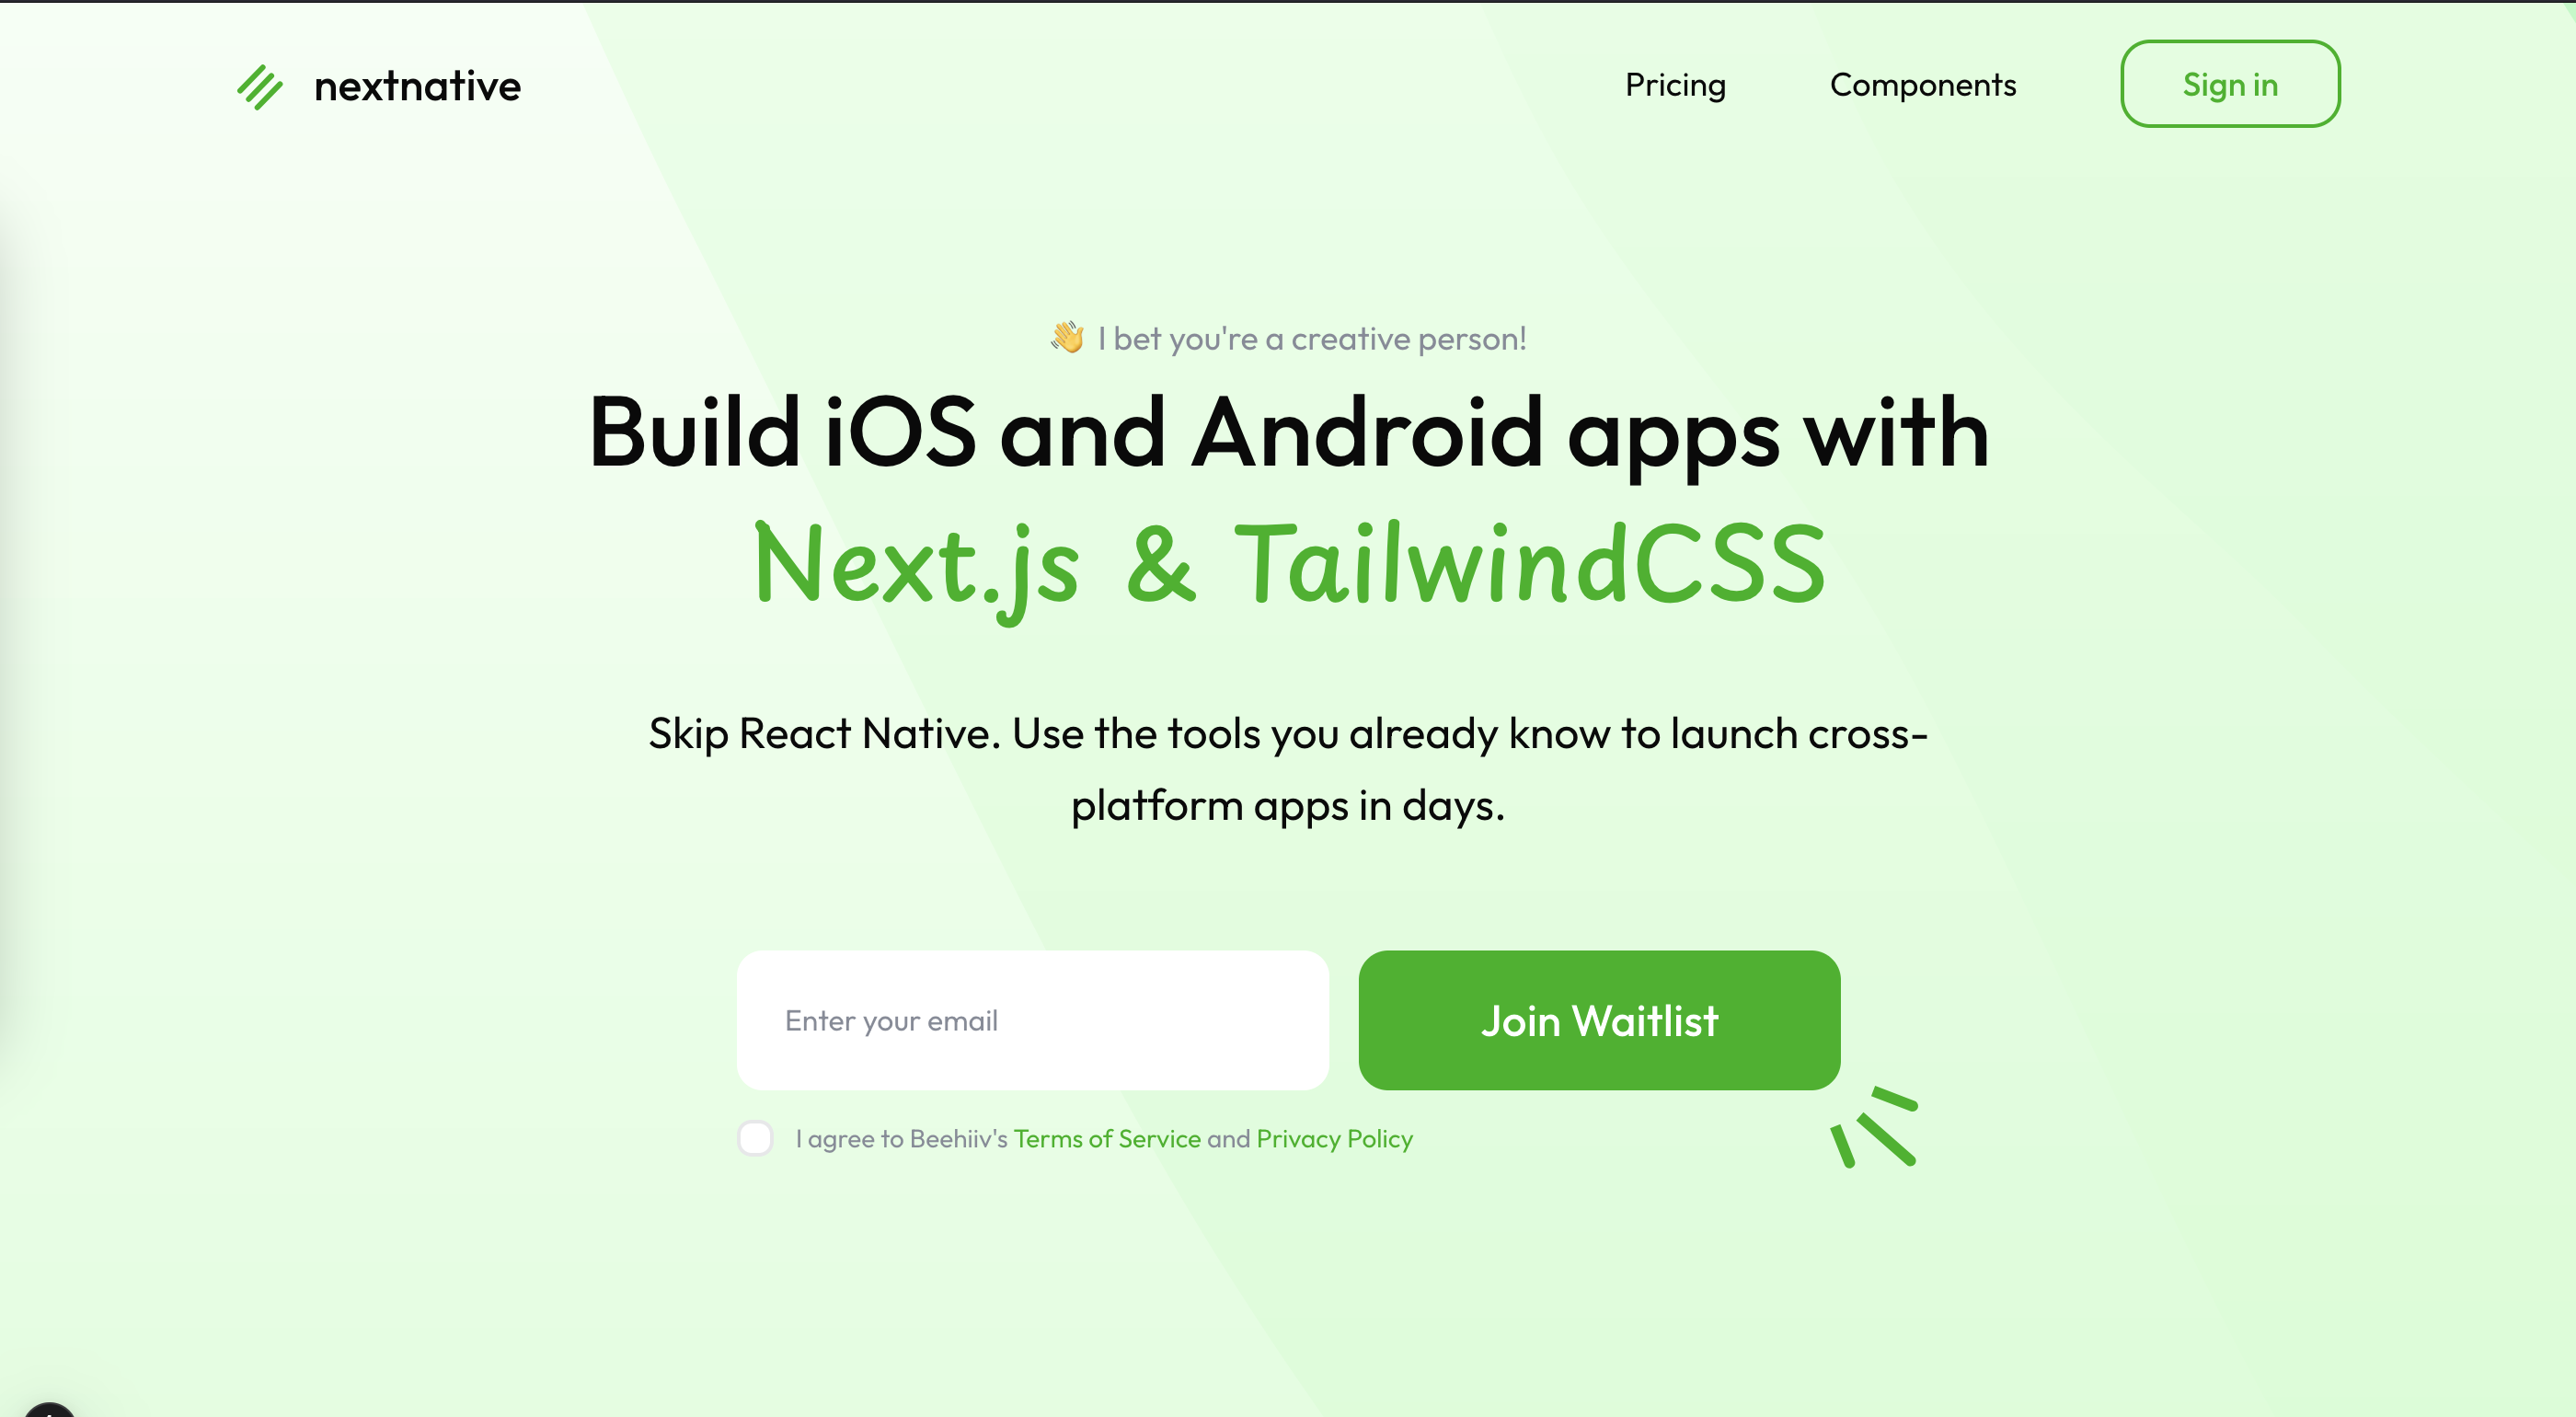 nextnative
Pricing
Components
Sign in
👋 I bet you're a creative person!
Build iOS and Android apps with
Next.js & TailwindCSS
Skip React Native. Use the tools you already know to launch cross-
platform apps in days.
Enter your email
Join Waitlist
I agree to Beehiiv's Terms of Service and Privacy Policy